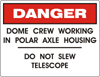 DANGER
DOME CREW WORKING
IN POLAR AXLE HOUSING
DO NOT SLEW
TELESCOPE